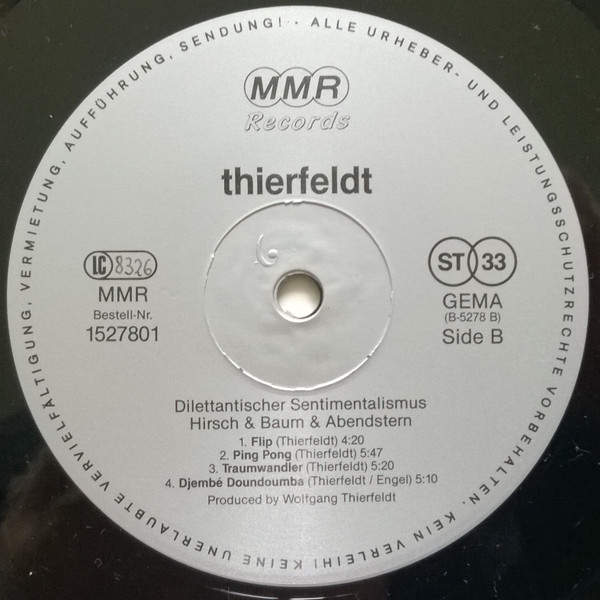 ALLE URHEBER- UND LEISTUNGSSCHUTZRECHTE VORBEHALTEN. KEIN VERLEIH! KEINE UNERLAUBTE VERVIELFÄLTIGUNG, VERMIETUNG, AUFFÜHRUNG, SENDUNG!
MMR
Records
thierfeldt
LC 8326
MMR
Bestell-Nr.
1527801
ST 33
GEMA
(B-5278 B)
Side B
Dilettantischer Sentimentalismus
Hirsch & Baum & Abendstern
1. Flip (Thierfeldt) 4:20
2. Ping Pong (Thierfeldt) 5:47
3. Traumwandler (Thierfeldt) 5:20
4. Djembé Doundoumba (Thierfeldt / Engel) 5:10
Produced by Wolfgang Thierfeldt